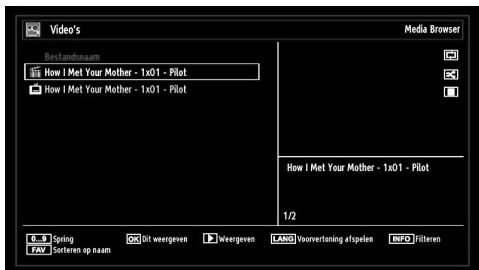 Video's Media Browser
Bestandsnaam
How I Met Your Mother - 1x01 - Pilot
How I Met Your Mother - 1x01 - Pilot
How I Met Your Mother - 1x01 - Pilot
1/2
0...9 Spring OK Dit weergeven Weergeven LANG Voorvertoning afspelen INFO Filteren
FAV Sorteren op naam